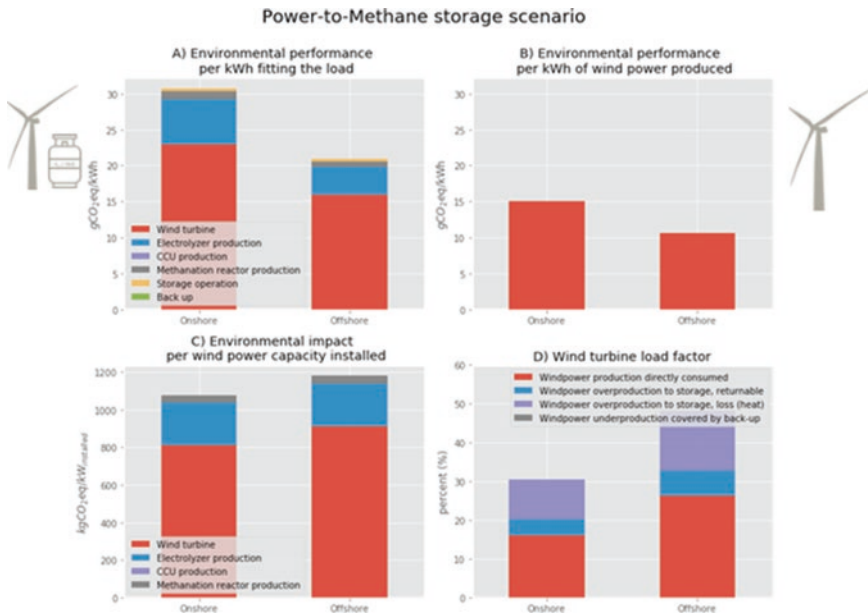 Power-to-Methane storage scenario
A) Environmental performance
per kWh fitting the load
gCO₂eq/kWh
30
25
20
15
10
5
0
Wind turbine
Electrolyzer production
CCU production
Methanation reactor production
Storage operation
Back up
Onshore
Offshore
B) Environmental performance
per kWh of wind power produced
gCO₂eq/kWh
30
25
20
15
10
5
0
Onshore
Offshore
C) Environmental impact
per wind power capacity installed
kgCO₂eq/kW installed
1200
1000
800
600
400
200
0
Wind turbine
Electrolyzer production
CCU production
Methanation reactor production
Onshore
Offshore
D) Wind turbine load factor
percent (%)
60
50
40
30
20
10
0
Windpower production directly consumed
Windpower overproduction to storage, returnable
Windpower overproduction to storage, loss (heat)
Windpower underproduction covered by back-up
Onshore
Offshore